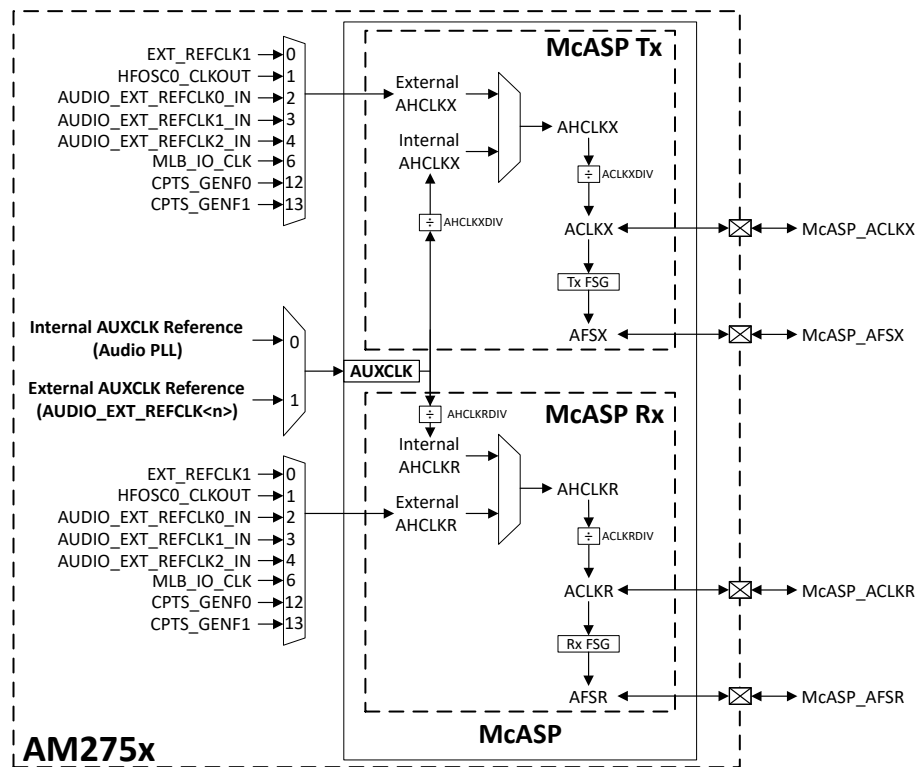 McASP Tx
EXT_REFCLK1
0
HFOSC0_CLKOUT
1
AUDIO_EXT_REFCLK0_IN
2
AUDIO_EXT_REFCLK1_IN
3
AUDIO_EXT_REFCLK2_IN
4
MLB_IO_CLK
6
CPTS_GENF0
12
CPTS_GENF1
13
External
AHCLKX
Internal
AHCLKX
AHCLKX
÷ ACLKXDIV
÷ AHCLKXDIV
ACLKX
McASP_ACLKX
Tx FSG
AFSX
McASP_AFSX
Internal AUXCLK Reference
(Audio PLL)
0
External AUXCLK Reference
(AUDIO_EXT_REFCLK<n>)
1
AUXCLK
McASP Rx
÷ AHCLKRDIV
Internal
AHCLKR
External
AHCLKR
EXT_REFCLK1
0
HFOSC0_CLKOUT
1
AUDIO_EXT_REFCLK0_IN
2
AUDIO_EXT_REFCLK1_IN
3
AUDIO_EXT_REFCLK2_IN
4
MLB_IO_CLK
6
CPTS_GENF0
12
CPTS_GENF1
13
AHCLKR
÷ ACLKRDIV
ACLKR
McASP_ACLKR
Rx FSG
AFSR
McASP_AFSR
McASP
AM275x